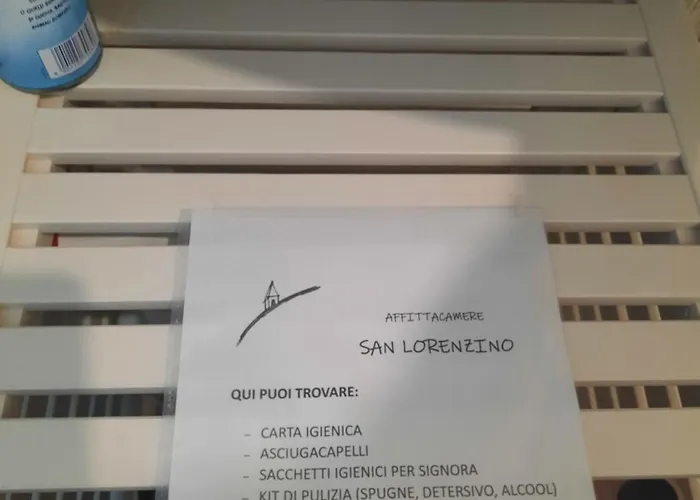 AFFITTACAMERE
SAN LORENZINO
QUI PUOI TROVARE:
- CARTA IGIENICA
- ASCIUGACAPELLI
- SACCHETTI IGIENICI PER SIGNORA
- KIT DI PULIZIA (SPUGNE, DETERSIVO, ALCOOL)